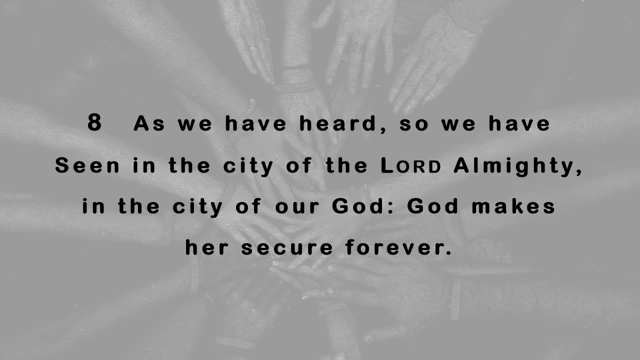 8 As we have heard, so we have
Seen in the city of the LORD Almighty,
in the city of our God: God makes
her secure forever.